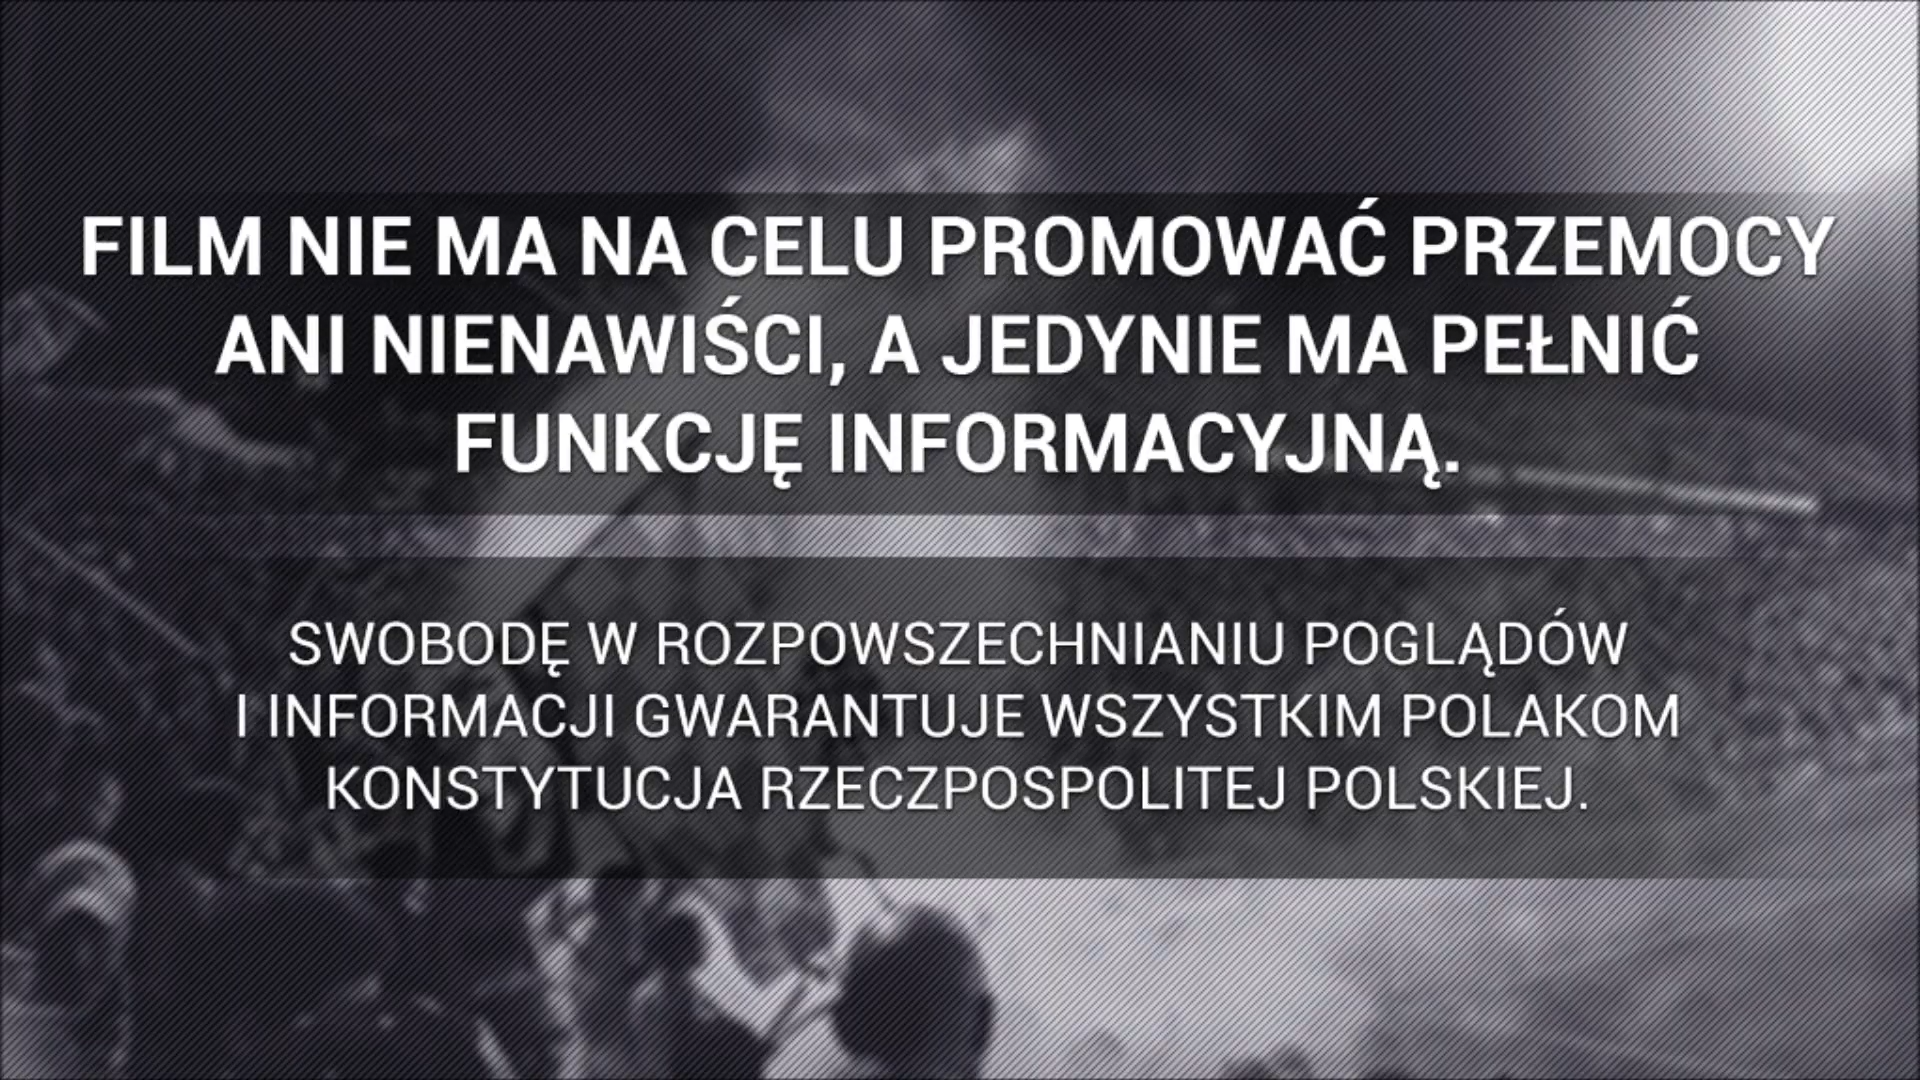 FILM NIE MA NA CELU PROMOWAĆ PRZEMOCY
ANI NIENAWIŚCI, A JEDYNIE MA PEŁNIĆ
FUNKCJĘ INFORMACYJNĄ.
SWOBODĘ W ROZPOWSZECHNIANIU POGLĄDÓW
I INFORMACJI GWARANTUJE WSZYSTKIM POLAKOM
KONSTYTUCJA RZECZPOSPOLITEJ POLSKIEJ.